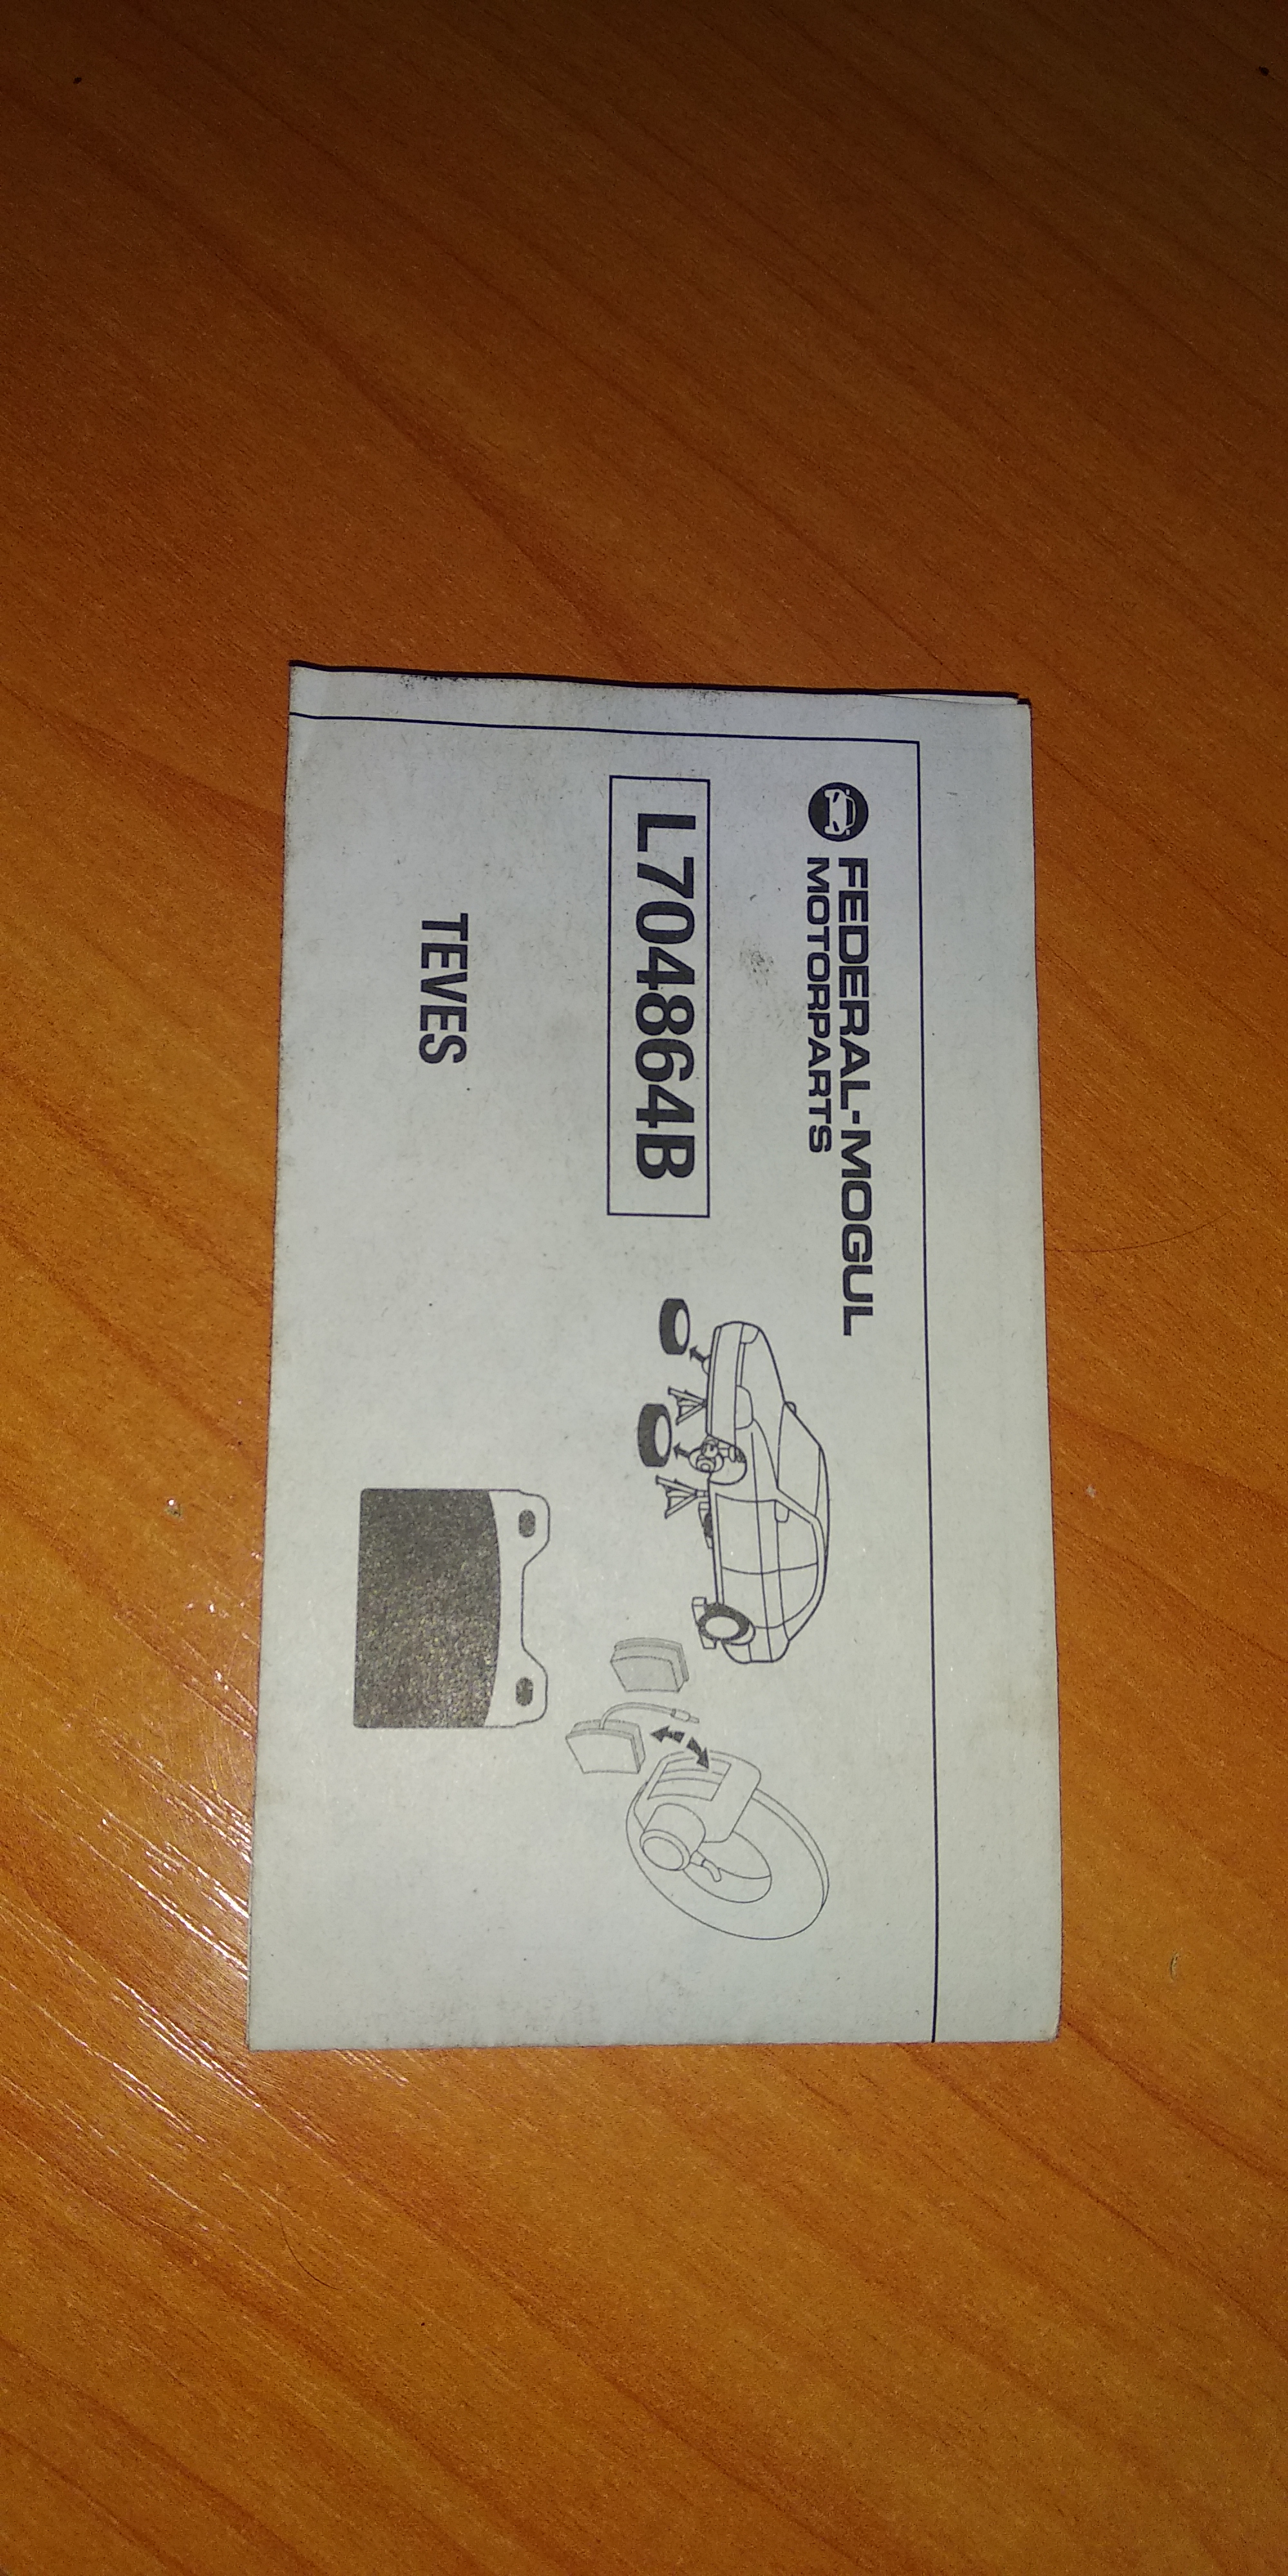 FEDERAL-MOGUL
MOTORPARTS
L704864B
TEVES